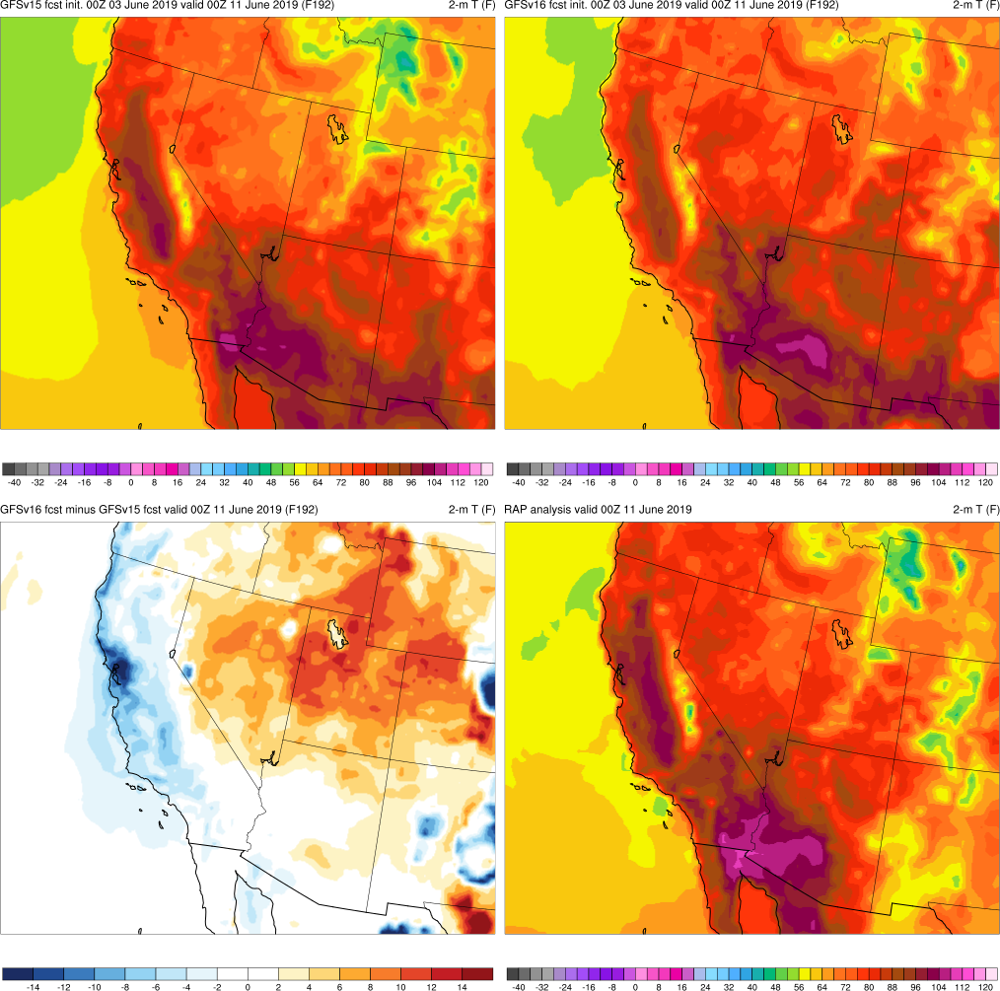 GFSv15 fcst init. 00Z 03 June 2019 valid 00Z 11 June 2019 (F192) 2-m T (F)
GFSv16 fcst init. 00Z 03 June 2019 valid 00Z 11 June 2019 (F192) 2-m T (F)
-40 -32 -24 -16 -8 0 8 16 24 32 40 48 56 64 72 80 88 96 104 112 120
-40 -32 -24 -16 -8 0 8 16 24 32 40 48 56 64 72 80 88 96 104 112 120
GFSv16 fcst minus GFSv15 fcst valid 00Z 11 June 2019 (F192) 2-m T (F)
RAP analysis valid 00Z 11 June 2019 2-m T (F)
-14 -12 -10 -8 -6 -4 -2 0 2 4 6 8 10 12 14
-40 -32 -24 -16 -8 0 8 16 24 32 40 48 56 64 72 80 88 96 104 112 120